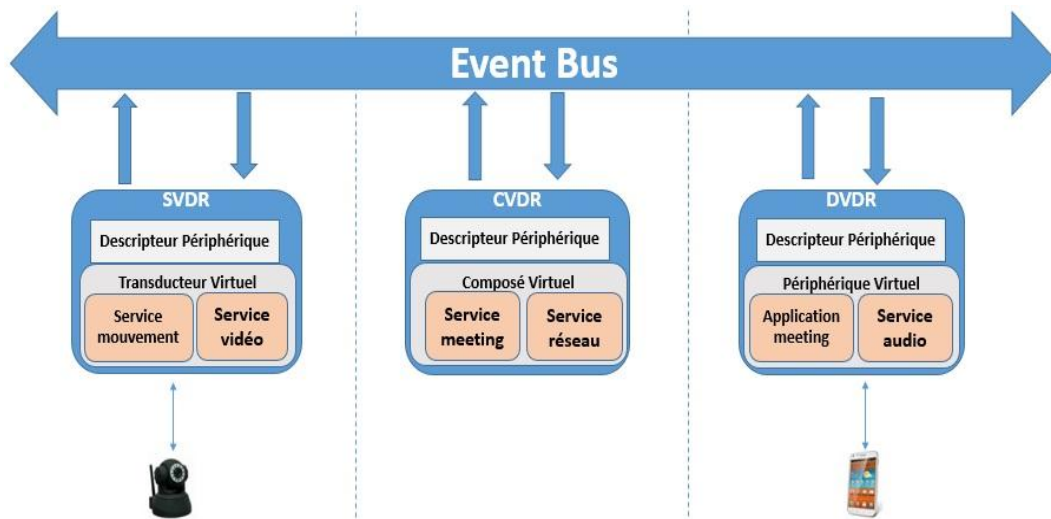 Event Bus
SVDR
Descripteur Périphérique
Transducteur Virtuel
Service
mouvement
Service
vidéo
CVDR
Descripteur Périphérique
Composé Virtuel
Service
meeting
Service
réseau
DVDR
Descripteur Périphérique
Périphérique Virtuel
Application
meeting
Service
audio